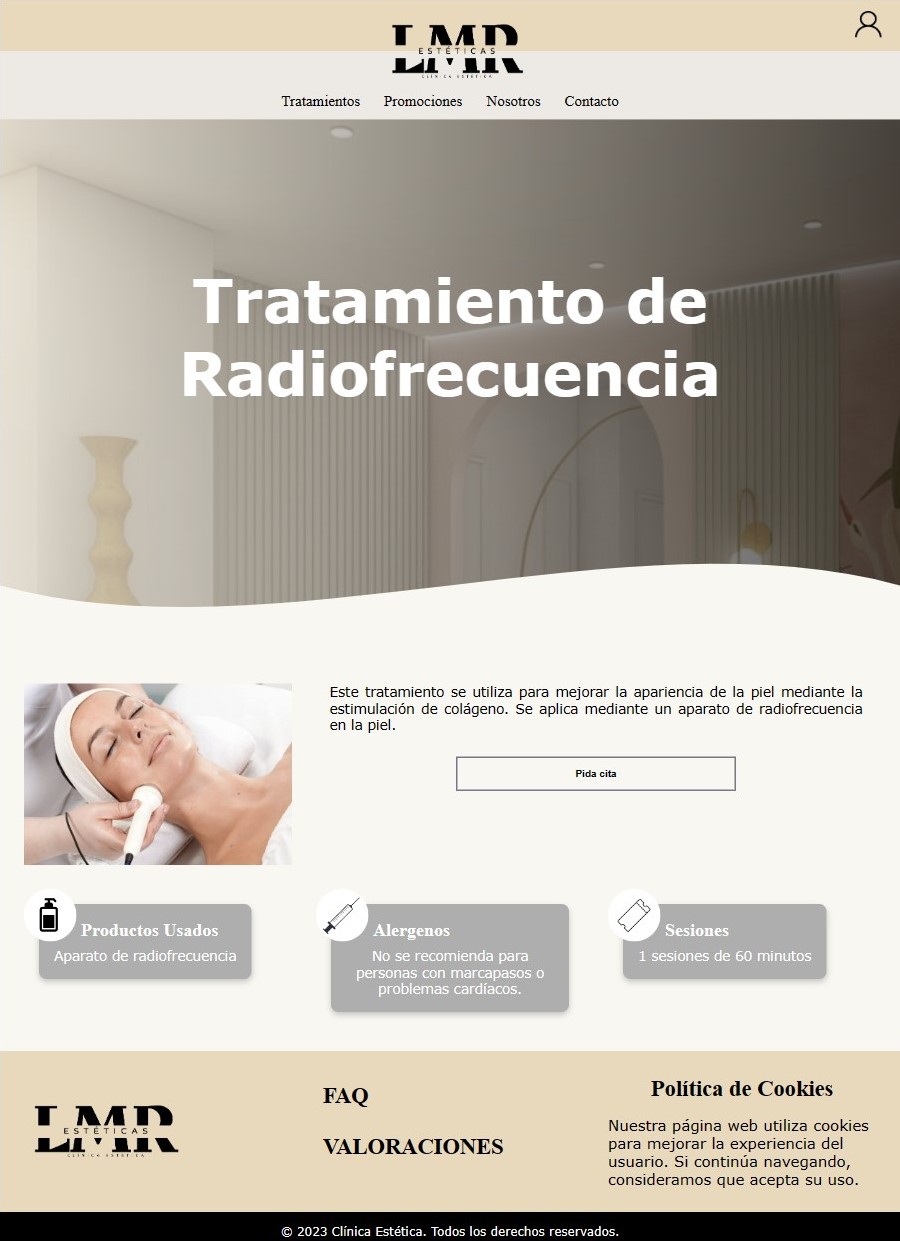 LMR
ESTÉTICAS
CLÍNICA ESTÉTICA
Tratamientos Promociones Nosotros Contacto
Tratamiento de
Radiofrecuencia
Este tratamiento se utiliza para mejorar la apariencia de la piel mediante la
estimulación de colágeno. Se aplica mediante un aparato de radiofrecuencia
en la piel.
Pida cita
Productos Usados
Aparato de radiofrecuencia
Alergenos
No se recomienda para
personas con marcapasos o
problemas cardíacos.
Sesiones
1 sesiones de 60 minutos
LMR
ESTÉTICAS
CLÍNICA ESTÉTICA
FAQ
VALORACIONES
Política de Cookies
Nuestra página web utiliza cookies
para mejorar la experiencia del
usuario. Si continúa navegando,
consideramos que acepta su uso.
© 2023 Clínica Estética. Todos los derechos reservados.